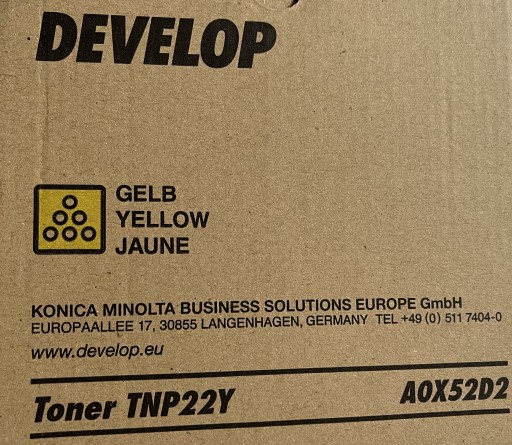 DEVELOP
GELB
YELLOW
JAUNE
KONICA MINOLTA BUSINESS SOLUTIONS EUROPE GmbH
EUROPAALLEE 17, 30855 LANGENHAGEN, GERMANY TEL +49 (0) 511 7404-0
www.develop.eu
Toner TNP22Y A0X52D2